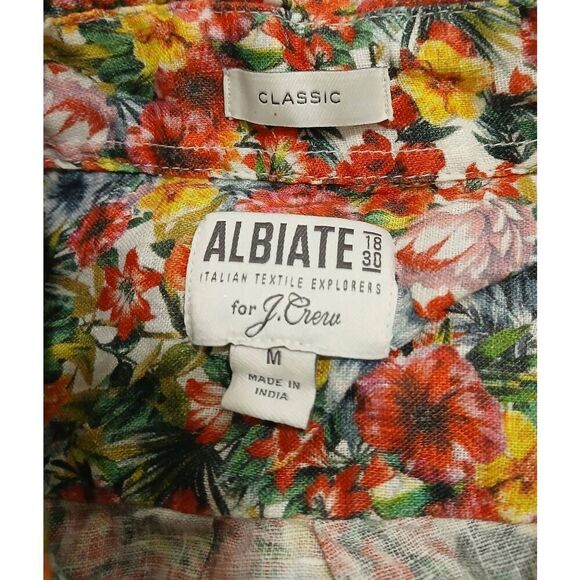 CLASSIC
ALBIATE 18 30
ITALIAN TEXTILE EXPLORERS
for J.Crew
M
MADE IN
INDIA